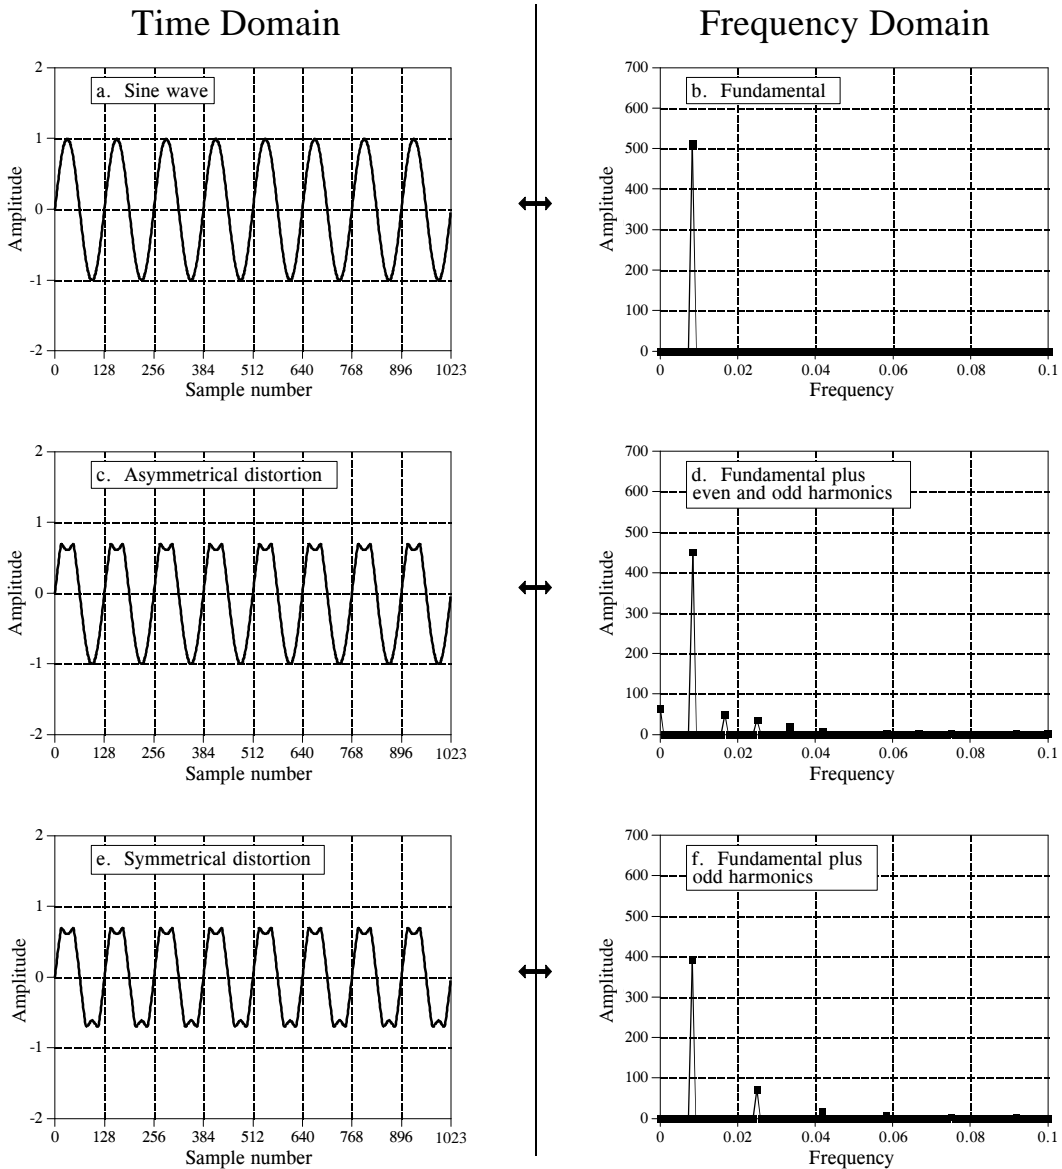 Time Domain
Frequency Domain
2
1
0
-1
-2
Amplitude
a. Sine wave
0 128 256 384 512 640 768 896 1023
Sample number
700
600
500
400
300
200
100
0
Amplitude
b. Fundamental
0 0.02 0.04 0.06 0.08 0.1
Frequency
2
1
0
-1
-2
Amplitude
c. Asymmetrical distortion
0 128 256 384 512 640 768 896 1023
Sample number
700
600
500
400
300
200
100
0
Amplitude
d. Fundamental plus
even and odd harmonics
0 0.02 0.04 0.06 0.08 0.1
Frequency
2
1
0
-1
-2
Amplitude
e. Symmetrical distortion
0 128 256 384 512 640 768 896 1023
Sample number
700
600
500
400
300
200
100
0
Amplitude
f. Fundamental plus
odd harmonics
0 0.02 0.04 0.06 0.08 0.1
Frequency